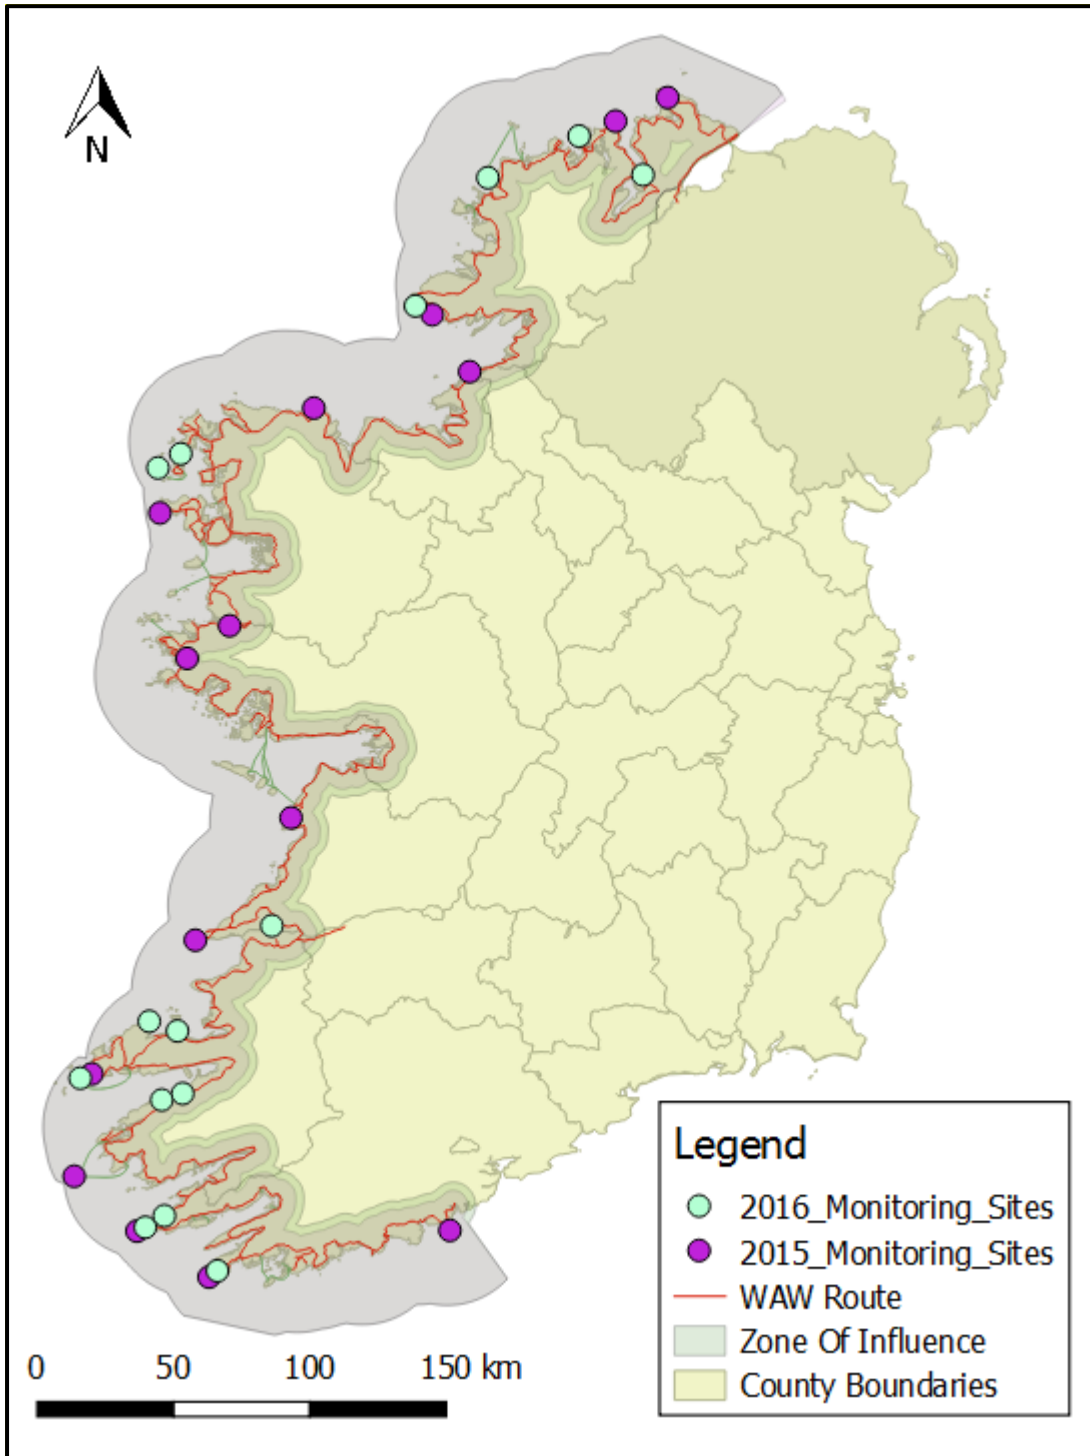 N
Legend
2016_Monitoring_Sites
2015_Monitoring_Sites
WAW Route
Zone Of Influence
County Boundaries
0 50 100 150 km